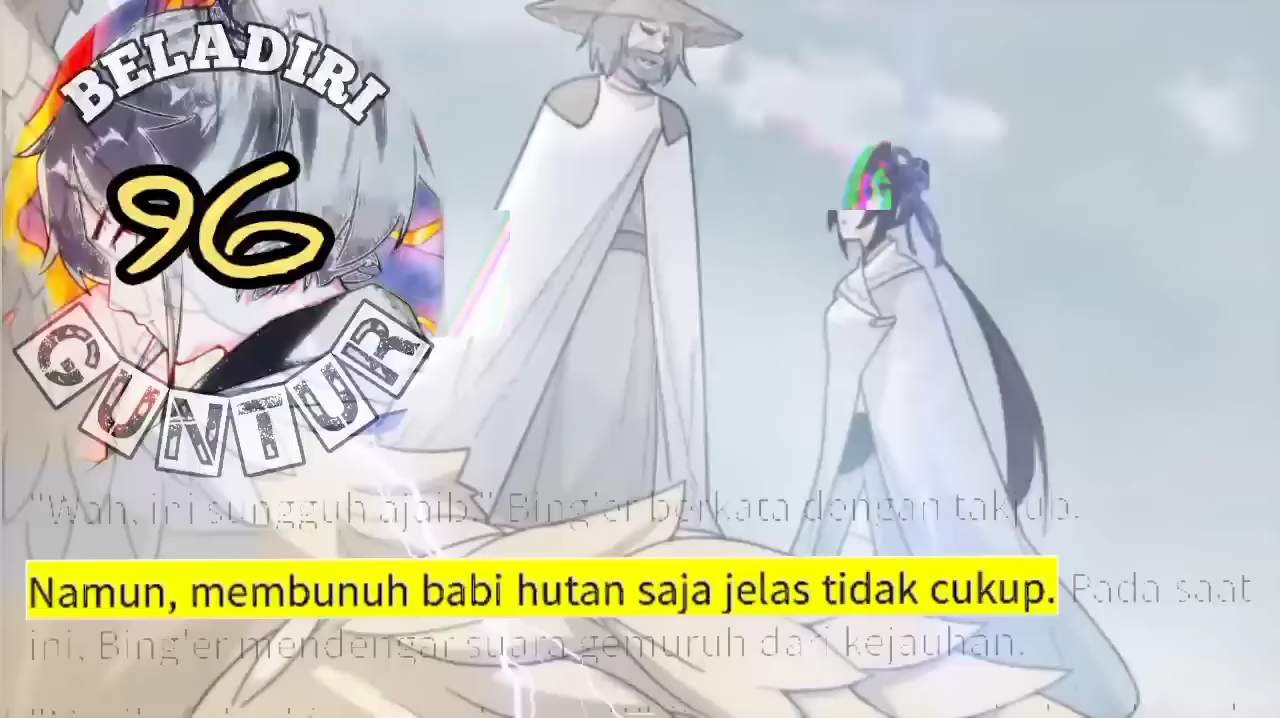 BELADIRI
96
GUNTUR
"Wah, ini sungguh ajaib," Bing'er berkata dengan takjub.
Namun, membunuh babi hutan saja jelas tidak cukup. Pada saat
ini, Bing'er mendengar suara gemuruh dari kejauhan.